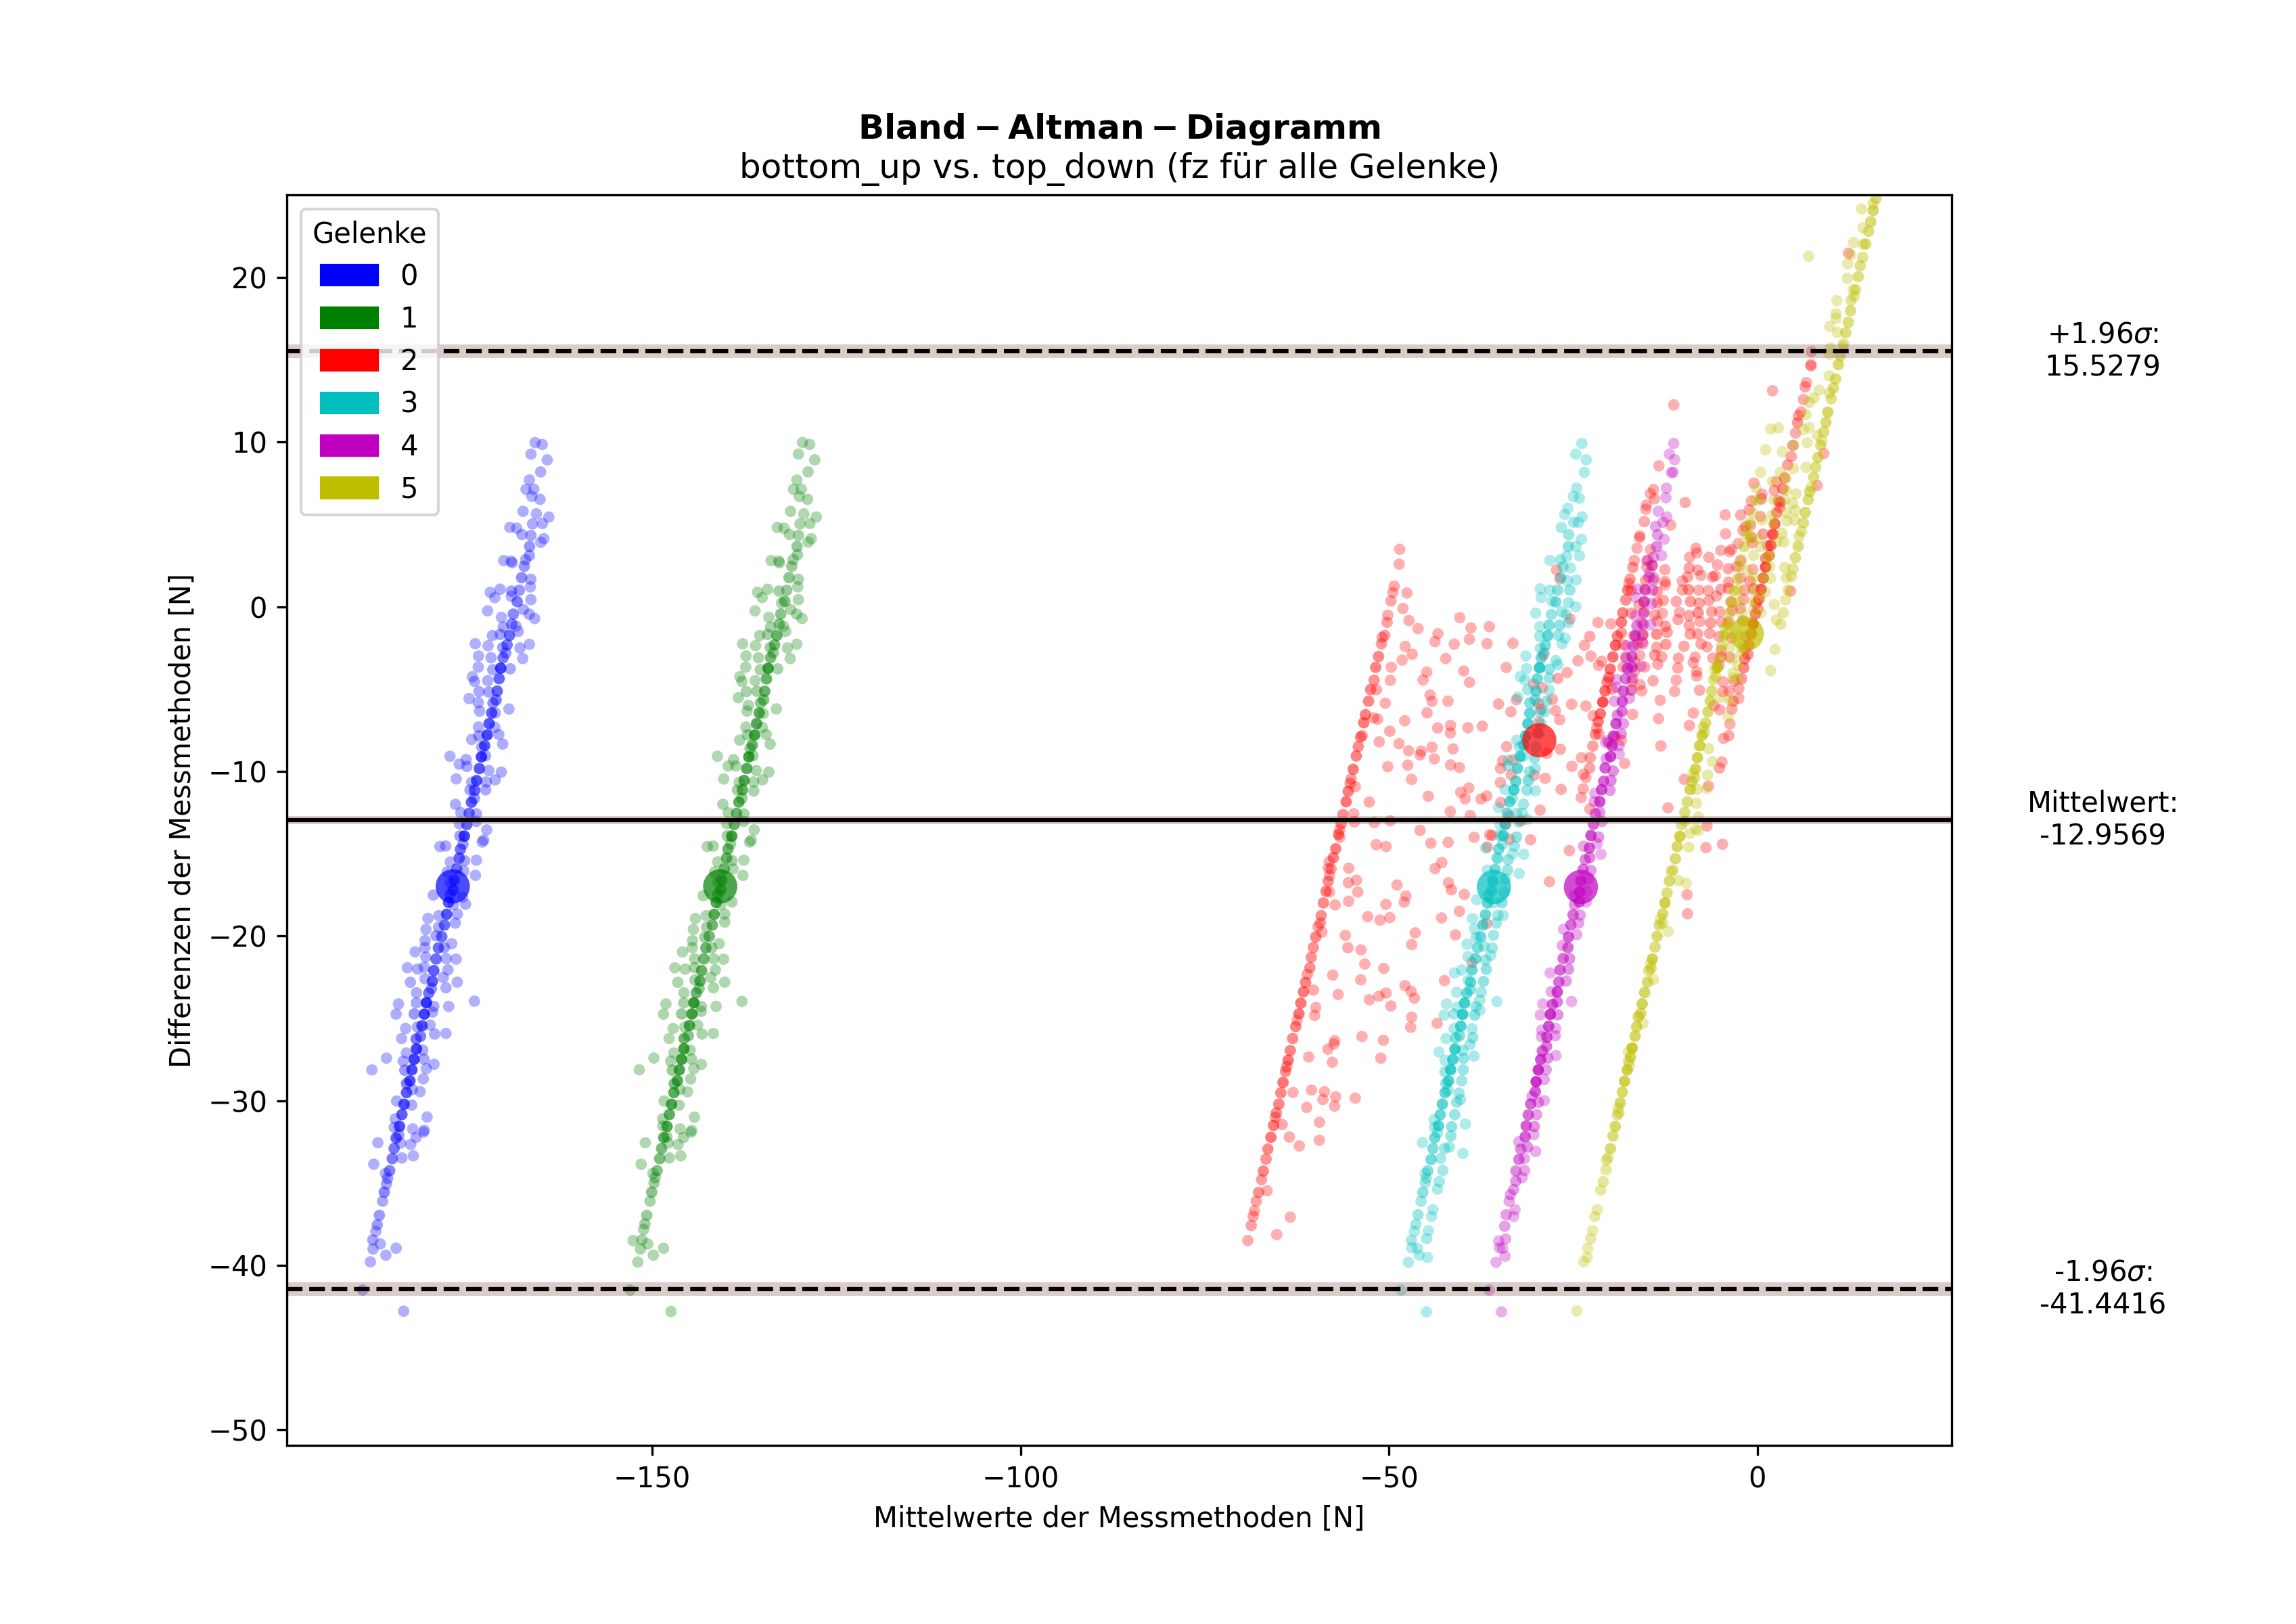 Bland − Altman − Diagramm
bottom_up vs. top_down (fz für alle Gelenke)
Gelenke
0
1
2
3
4
5
20
10
0
−10
−20
−30
−40
−50
Differenzen der Messmethoden [N]
−150
−100
−50
0
Mittelwerte der Messmethoden [N]
+1.96σ:
15.5279
Mittelwert:
-12.9569
-1.96σ:
-41.4416